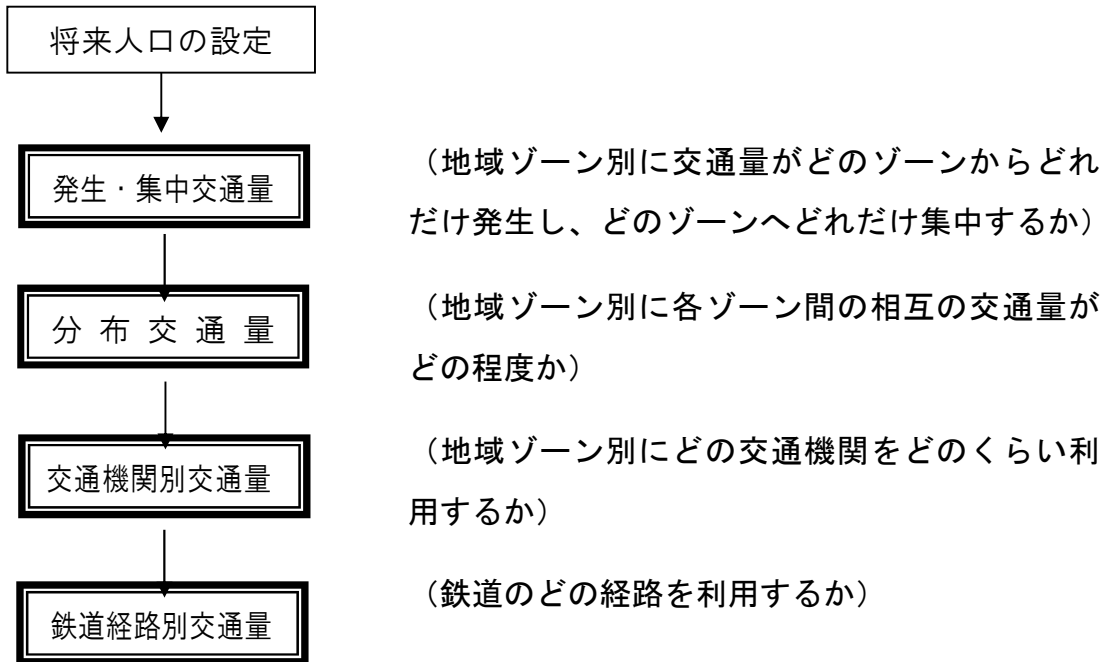 将来人口の設定
発生・集中交通量
（地域ゾーン別に交通量がどのゾーンからどれ
だけ発生し、どのゾーンへどれだけ集中するか）
分布交通量
（地域ゾーン別に各ゾーン間の相互の交通量が
どの程度か）
交通機関別交通量
（地域ゾーン別にどの交通機関をどのくらい利
用するか）
鉄道経路別交通量
（鉄道のどの経路を利用するか）